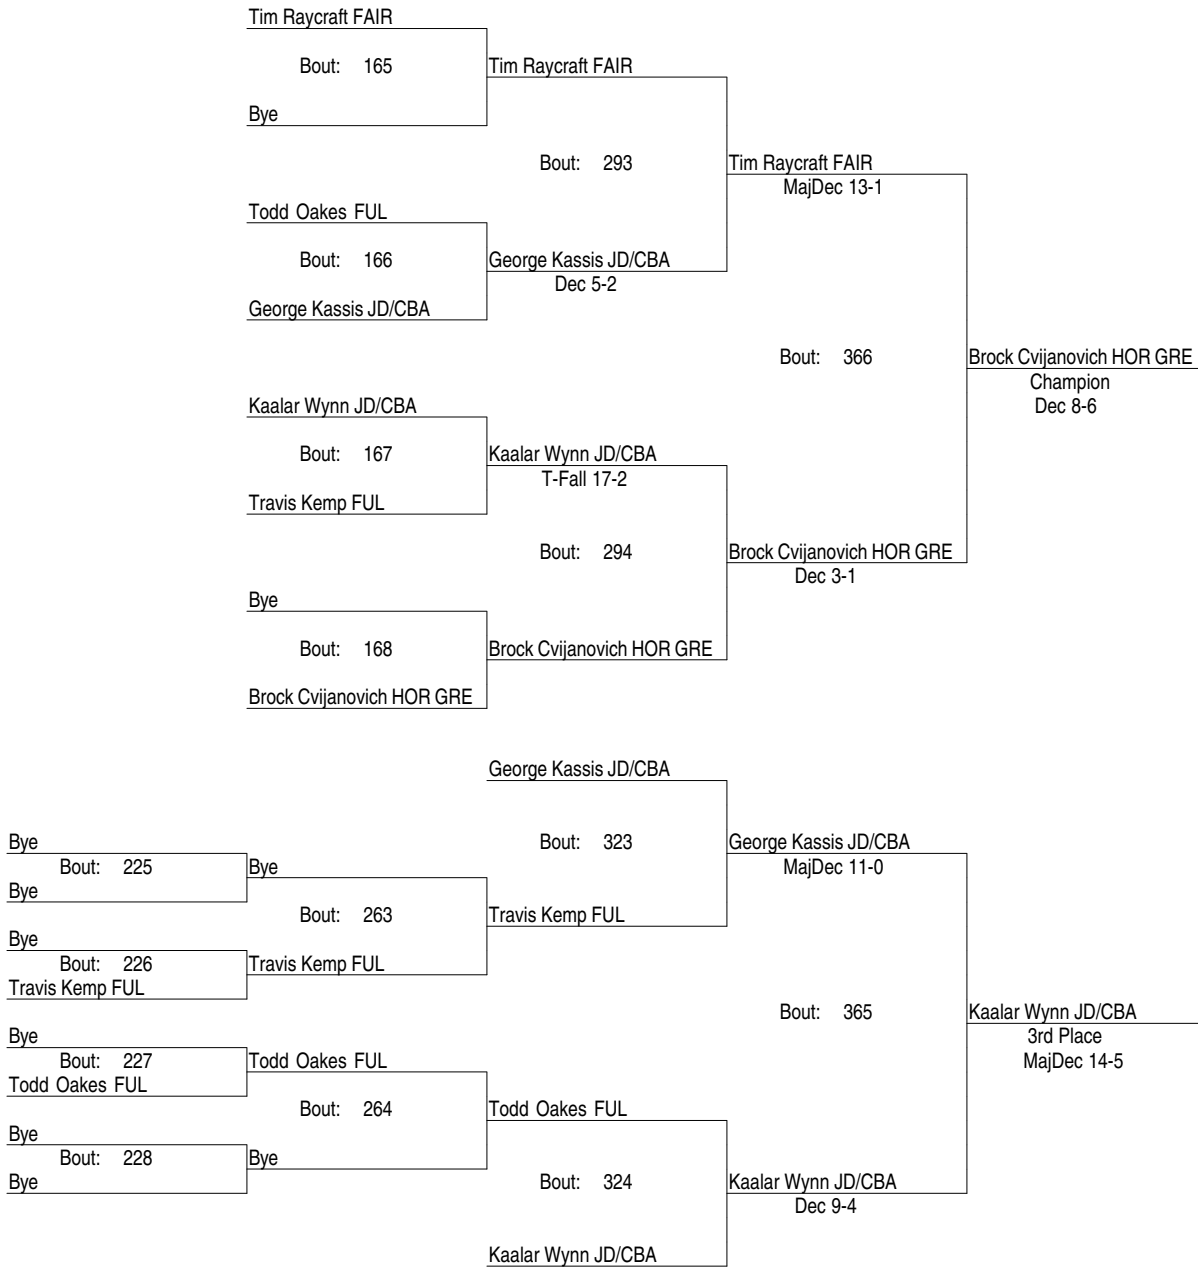 Tim Raycraft FAIR
Bout: 165
Tim Raycraft FAIR
Bye
Bout: 293
Tim Raycraft FAIR
MajDec 13-1
Todd Oakes FUL
Bout: 166
George Kassis JD/CBA
Dec 5-2
George Kassis JD/CBA
Bout: 366
Brock Cvijanovich HOR GRE
Champion
Dec 8-6
Kaalar Wynn JD/CBA
Bout: 167
Kaalar Wynn JD/CBA
T-Fall 17-2
Travis Kemp FUL
Bout: 294
Brock Cvijanovich HOR GRE
Dec 3-1
Bye
Bout: 168
Brock Cvijanovich HOR GRE
Brock Cvijanovich HOR GRE
George Kassis JD/CBA
Bye
Bout: 323
George Kassis JD/CBA
MajDec 11-0
Bout: 225
Bye
Bye
Bout: 263
Travis Kemp FUL
Bye
Bout: 226
Travis Kemp FUL
Travis Kemp FUL
Bout: 365
Kaalar Wynn JD/CBA
3rd Place
MajDec 14-5
Bye
Bout: 227
Todd Oakes FUL
Todd Oakes FUL
Bout: 264
Todd Oakes FUL
Bye
Bout: 228
Bye
Bye
Bout: 324
Kaalar Wynn JD/CBA
Dec 9-4
Kaalar Wynn JD/CBA